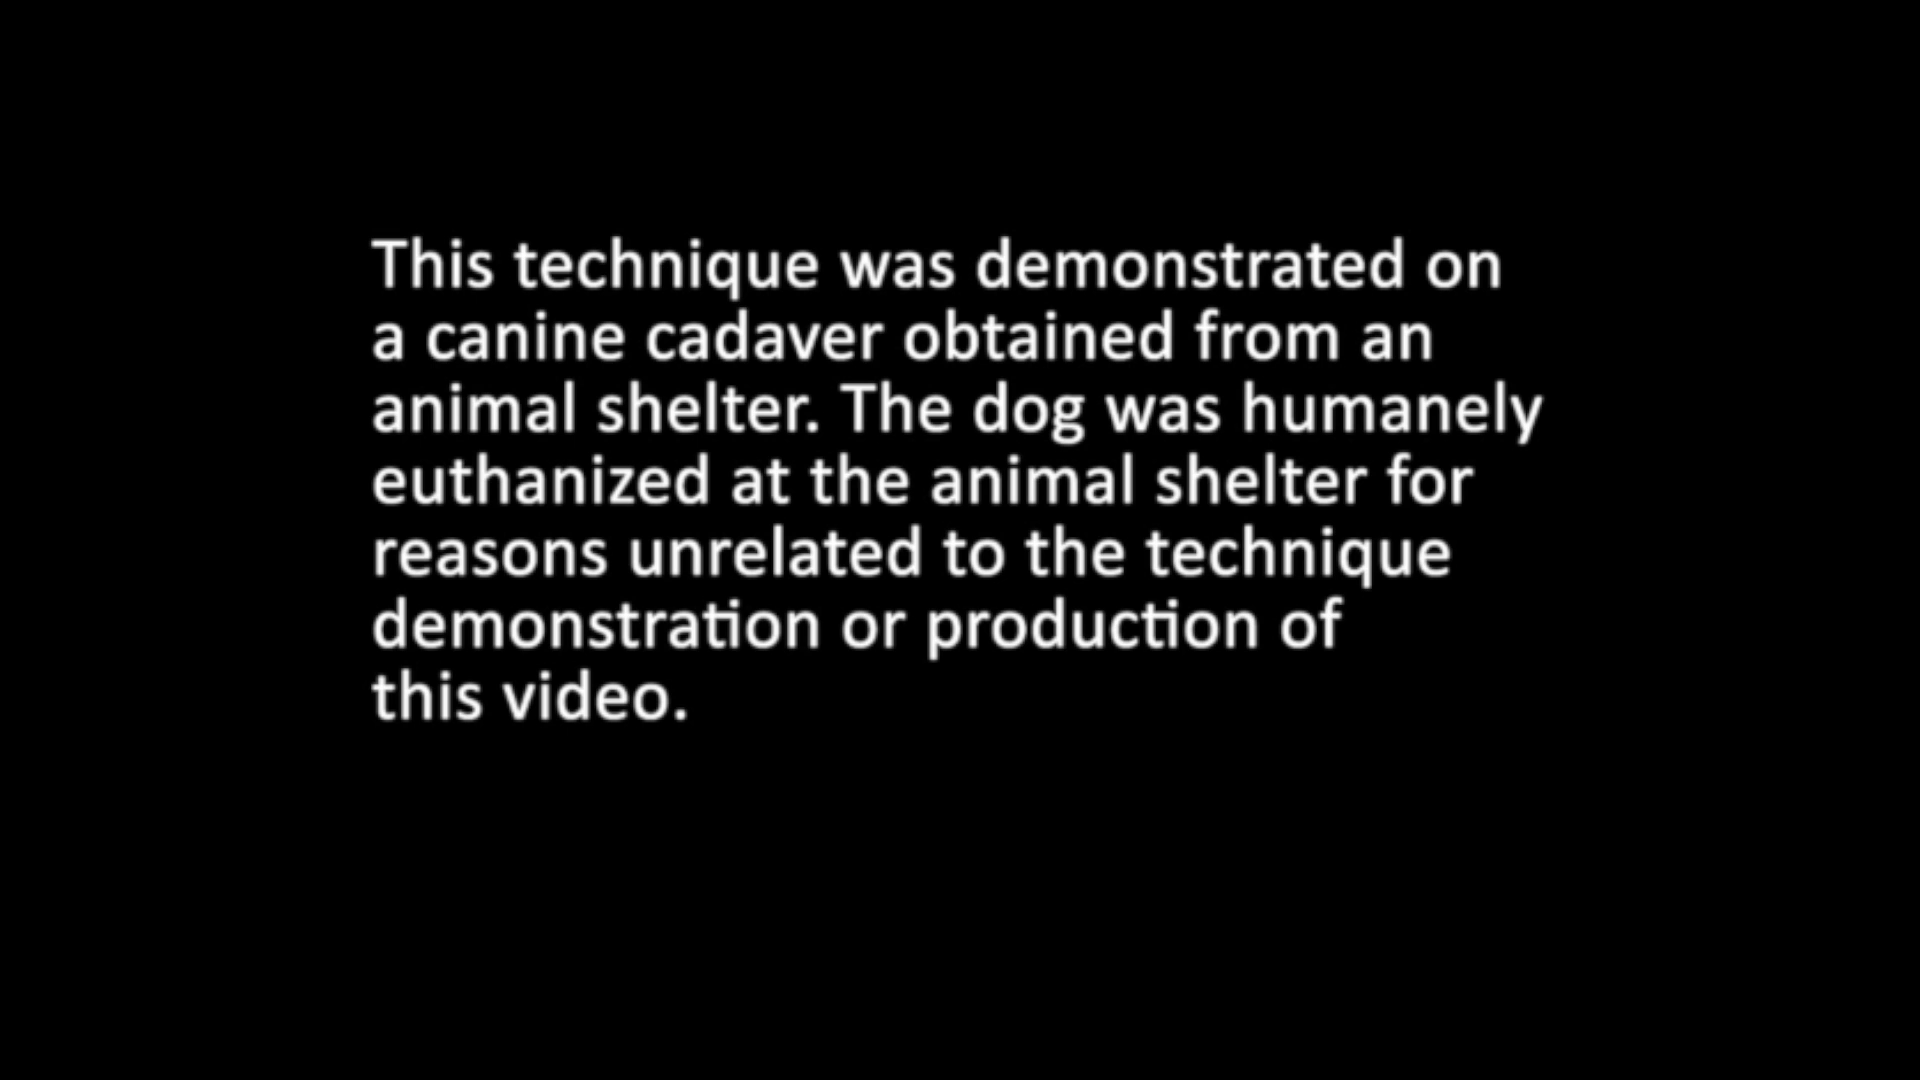 This technique was demonstrated on
a canine cadaver obtained from an
animal shelter. The dog was humanely
euthanized at the animal shelter for
reasons unrelated to the technique
demonstration or production of
this video.